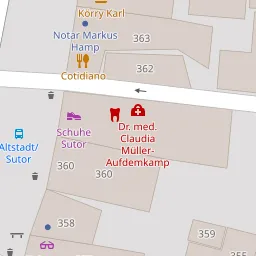 Korry Karl
Notar Markus
Hamp
363
Cotidiano
362
Dr. med.
Claudia
Müller-
Aufdemkamp
Schuhe
Sutor
Altstadt/
Sutor
360
360
358
359
355